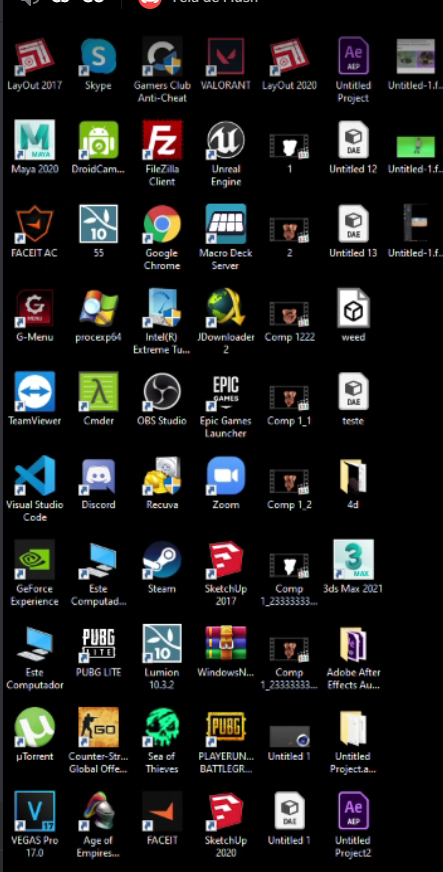 LayOut 2017
Skype
Gamers Club
Anti-Cheat
VALORANT
LayOut 2020
Ae
AEP
Untitled
Project
Untitled-1.f...
MAYA
Maya 2020
DroidCam...
Fz
FileZilla
Client
Unreal
Engine
1
DAE
Untitled 12
Untitled-1.f...
FACEIT AC
10
55
Google
Chrome
Macro Deck
Server
2
DAE
Untitled 13
Untitled-1.f...
G
MENU
G-Menu
procexp64
Intel(R)
Extreme Tu...
JDownloader
2
Comp 1222
weed
TeamViewer
λ
Cmder
OBS Studio
EPIC
GAMES
Epic Games
Launcher
Comp 1_1
DAE
teste
Visual Studio
Code
Discord
Recuva
Zoom
Comp 1_2
4d
GeForce
Experience
Este
Computad...
Steam
SketchUp
2017
Comp
1_23333333...
3
MAX
3ds Max 2021
Este
Computador
PUBG
LITE
PUBG LITE
10
Lumion
10.3.2
WindowsN...
Comp
1_23333333...
Adobe After
Effects Au...
µ
µTorrent
GO
Counter-Str...
Global Offe...
Sea of
Thieves
PUBG
PLAYERUN...
BATTLEGR...
Untitled 1
Untitled
Project.a...
V
17
VEGAS Pro
17.0
Age of
Empires...
FACEIT
SketchUp
2020
DAE
Untitled 1
Ae
AEP
Untitled
Project2